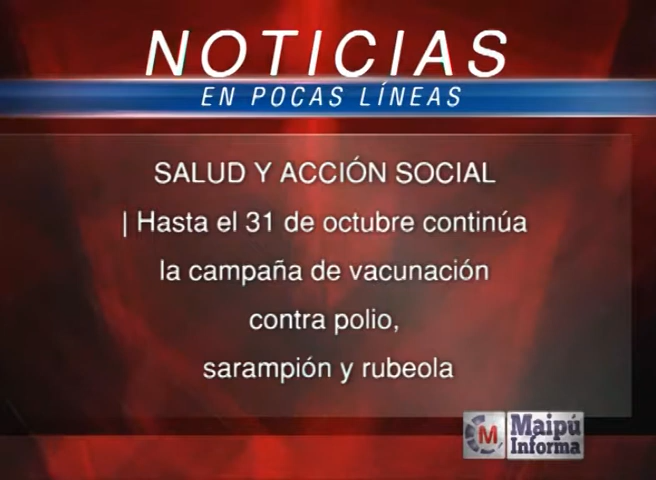 NOTICIAS
EN POCAS LÍNEAS
SALUD Y ACCIÓN SOCIAL
| Hasta el 31 de octubre continúa
la campaña de vacunación
contra polio,
sarampión y rubeola
M
Maipú
Informa